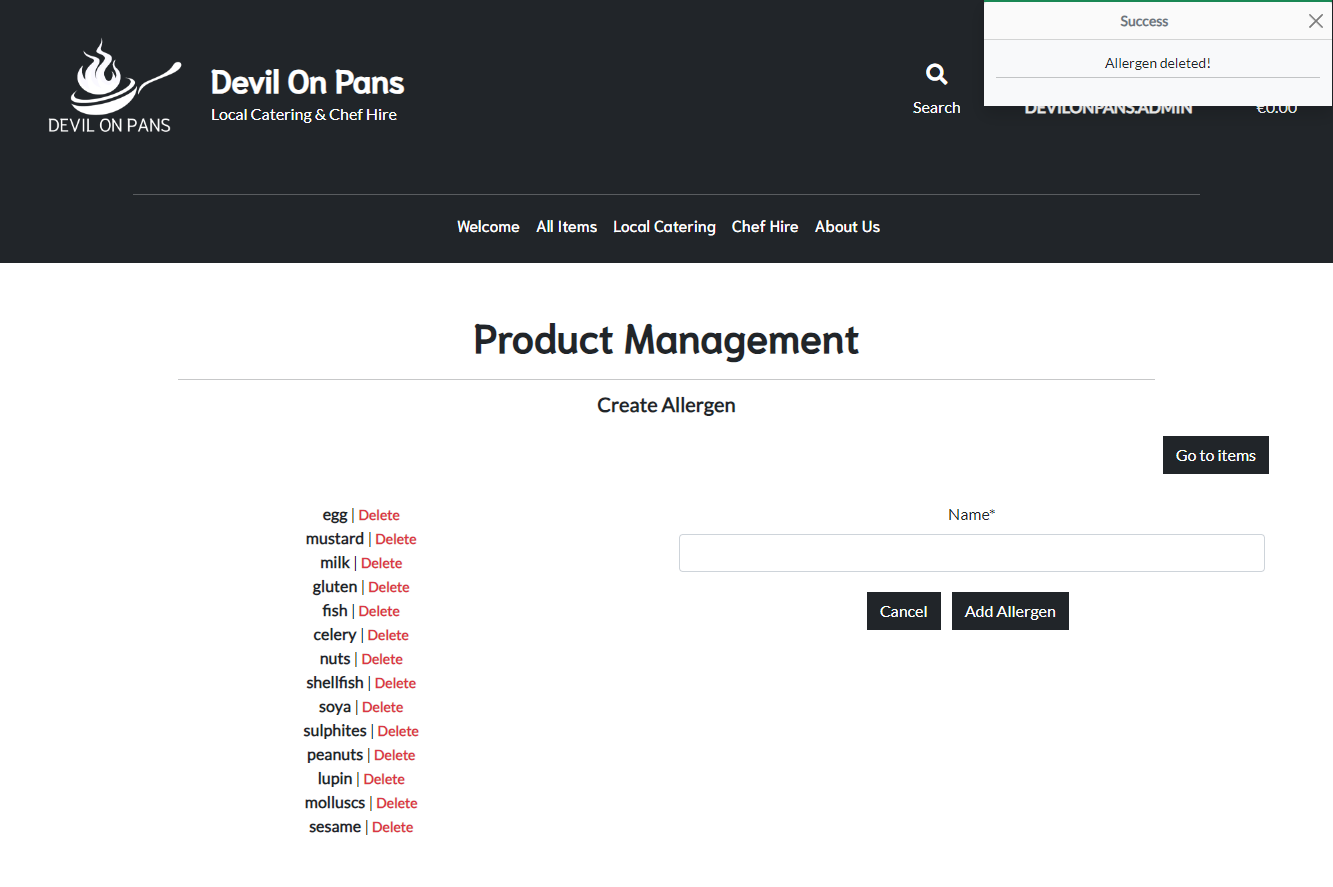 Success
Allergen deleted!
Devil On Pans
Local Catering & Chef Hire
DEVIL ON PANS
Search
DEVILONPANS.ADMIN
€0.00
Welcome All Items Local Catering Chef Hire About Us
Product Management
Create Allergen
Go to items
egg | Delete
mustard | Delete
milk | Delete
gluten | Delete
fish | Delete
celery | Delete
nuts | Delete
shellfish | Delete
soya | Delete
sulphites | Delete
peanuts | Delete
lupin | Delete
molluscs | Delete
sesame | Delete
Name*
Cancel Add Allergen